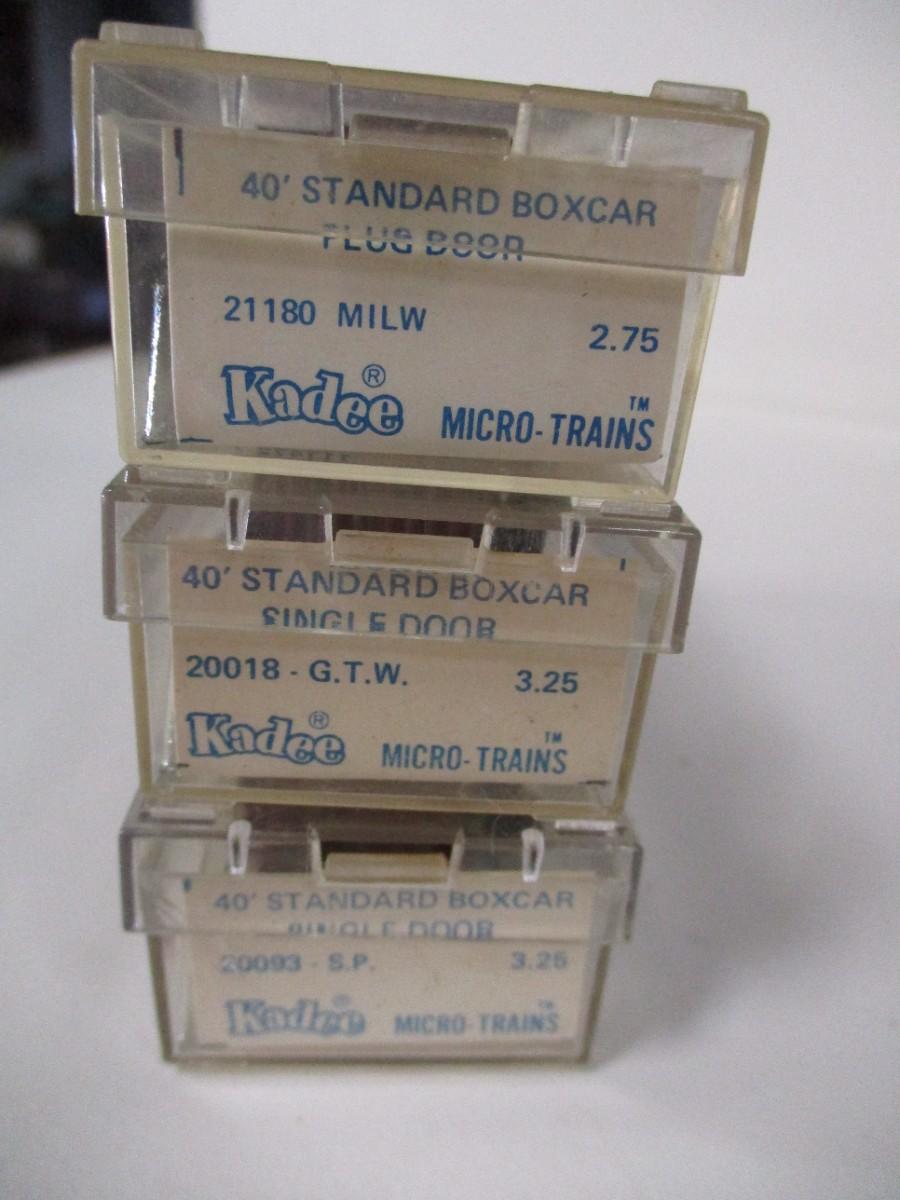 40' STANDARD BOXCAR
PLUG DOOR
21180 MILW 2.75
Kadee® MICRO-TRAINS™
40' STANDARD BOXCAR
SINGLE DOOR
20018 - G.T.W. 3.25
Kadee® MICRO-TRAINS™
40' STANDARD BOXCAR
SINGLE DOOR
20093 - S.P. 3.25
Kadee® MICRO-TRAINS™